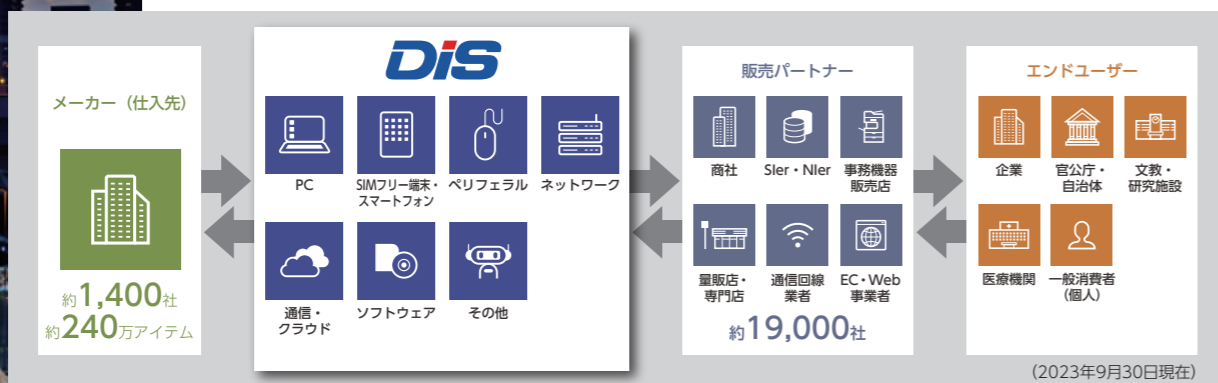 メーカー（仕入先）
約1,400社
約240万アイテム
DiS
PC
SIMフリー端末・
スマートフォン
ペリフェラル
ネットワーク
通信・
クラウド
ソフトウェア
その他
販売パートナー
商社
SIer・NIer
事務機器
販売店
量販店・
専門店
通信回線
業者
EC・Web
事業者
約19,000社
エンドユーザー
企業
官公庁・
自治体
文教・
研究施設
医療機関
一般消費者
（個人）
（2023年9月30日現在）